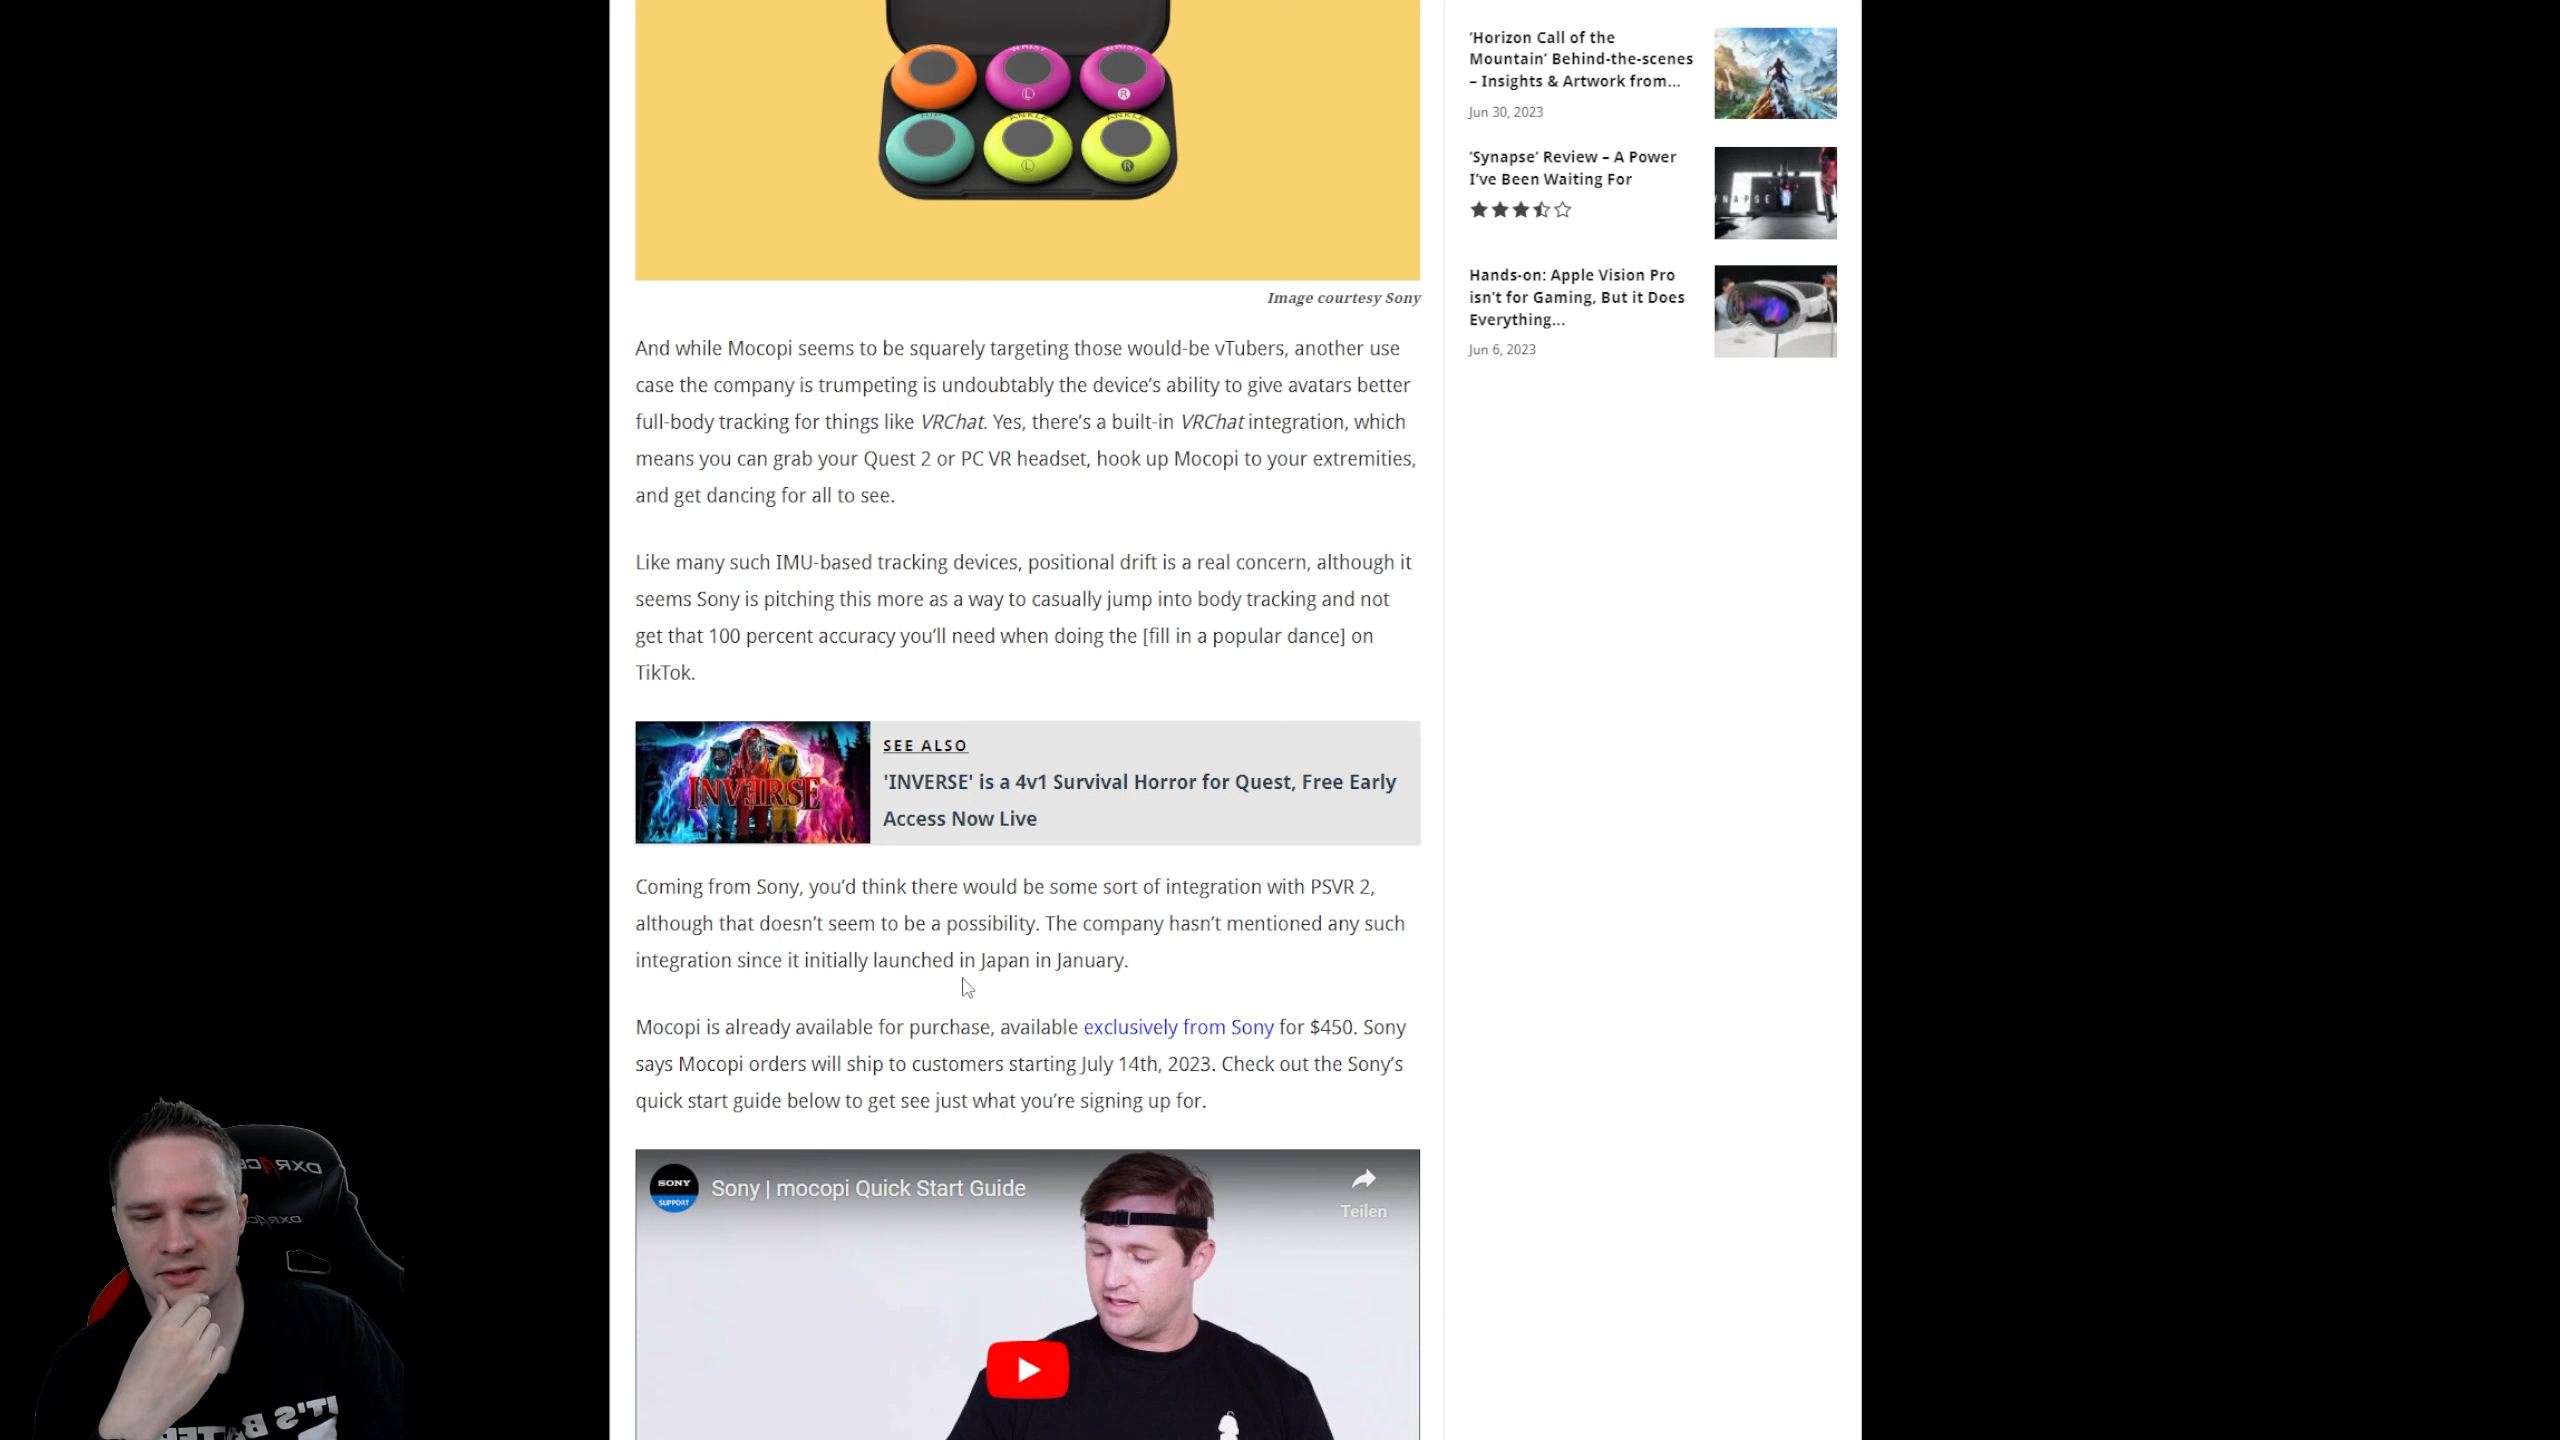 HEAD
WRIST
WRIST
L
R
HIP
ANKLE
ANKLE
L
R
Image courtesy Sony
And while Mocopi seems to be squarely targeting those would-be vTubers, another use
case the company is trumpeting is undoubtably the device’s ability to give avatars better
full-body tracking for things like VRChat. Yes, there’s a built-in VRChat integration, which
means you can grab your Quest 2 or PC VR headset, hook up Mocopi to your extremities,
and get dancing for all to see.
Like many such IMU-based tracking devices, positional drift is a real concern, although it
seems Sony is pitching this more as a way to casually jump into body tracking and not
get that 100 percent accuracy you’ll need when doing the [fill in a popular dance] on
TikTok.
INVERSE
SEE ALSO
'INVERSE' is a 4v1 Survival Horror for Quest, Free Early
Access Now Live
Coming from Sony, you’d think there would be some sort of integration with PSVR 2,
although that doesn’t seem to be a possibility. The company hasn’t mentioned any such
integration since it initially launched in Japan in January.
Mocopi is already available for purchase, available exclusively from Sony for $450. Sony
says Mocopi orders will ship to customers starting July 14th, 2023. Check out the Sony’s
quick start guide below to get see just what you’re signing up for.
SONY
SUPPORT
Sony | mocopi Quick Start Guide
Teilen
‘Horizon Call of the
Mountain’ Behind-the-scenes
– Insights & Artwork from...
Jun 30, 2023
‘Synapse’ Review – A Power
I’ve Been Waiting For
NAPSE
Hands-on: Apple Vision Pro
isn’t for Gaming, But it Does
Everything...
Jun 6, 2023
DXRACER
IT'S